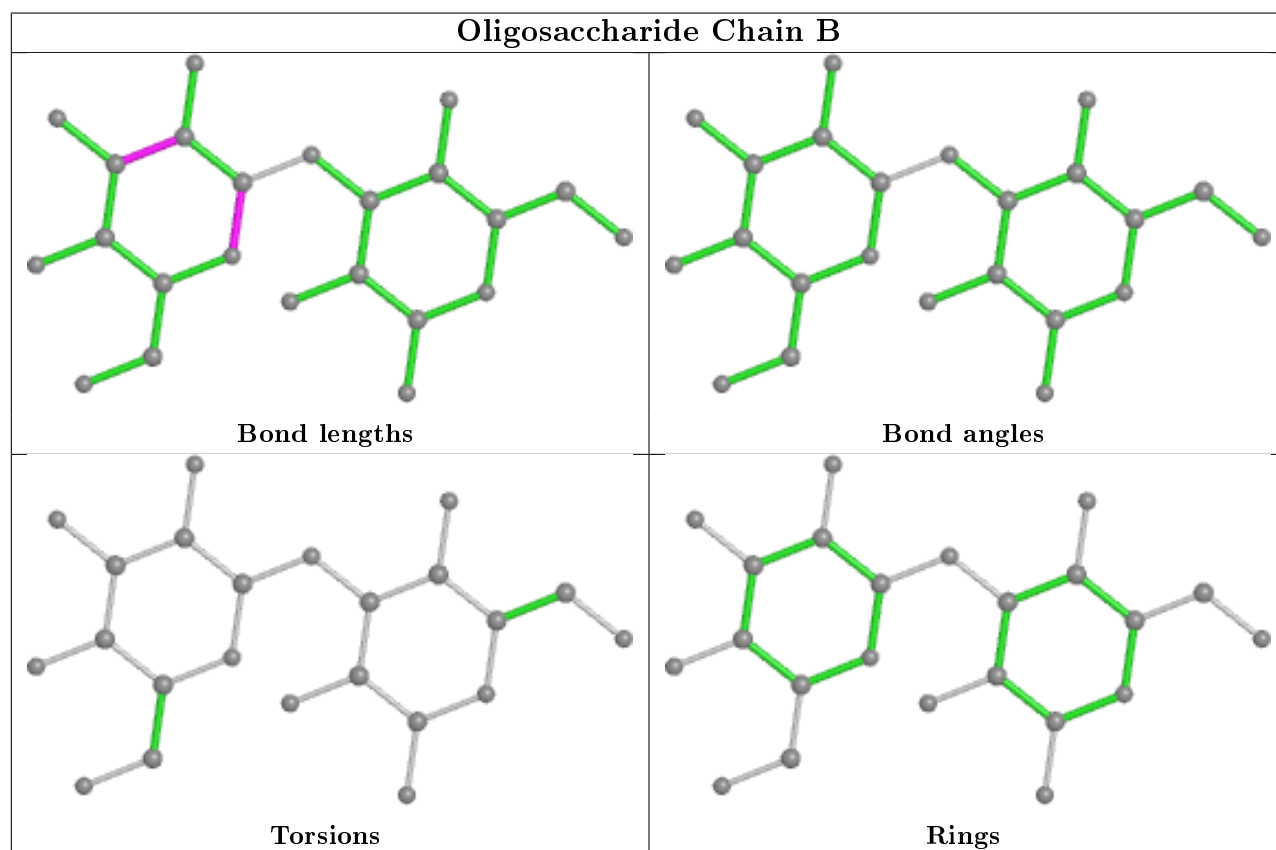 Oligosaccharide Chain B
Bond lengths
Bond angles
Torsions
Rings